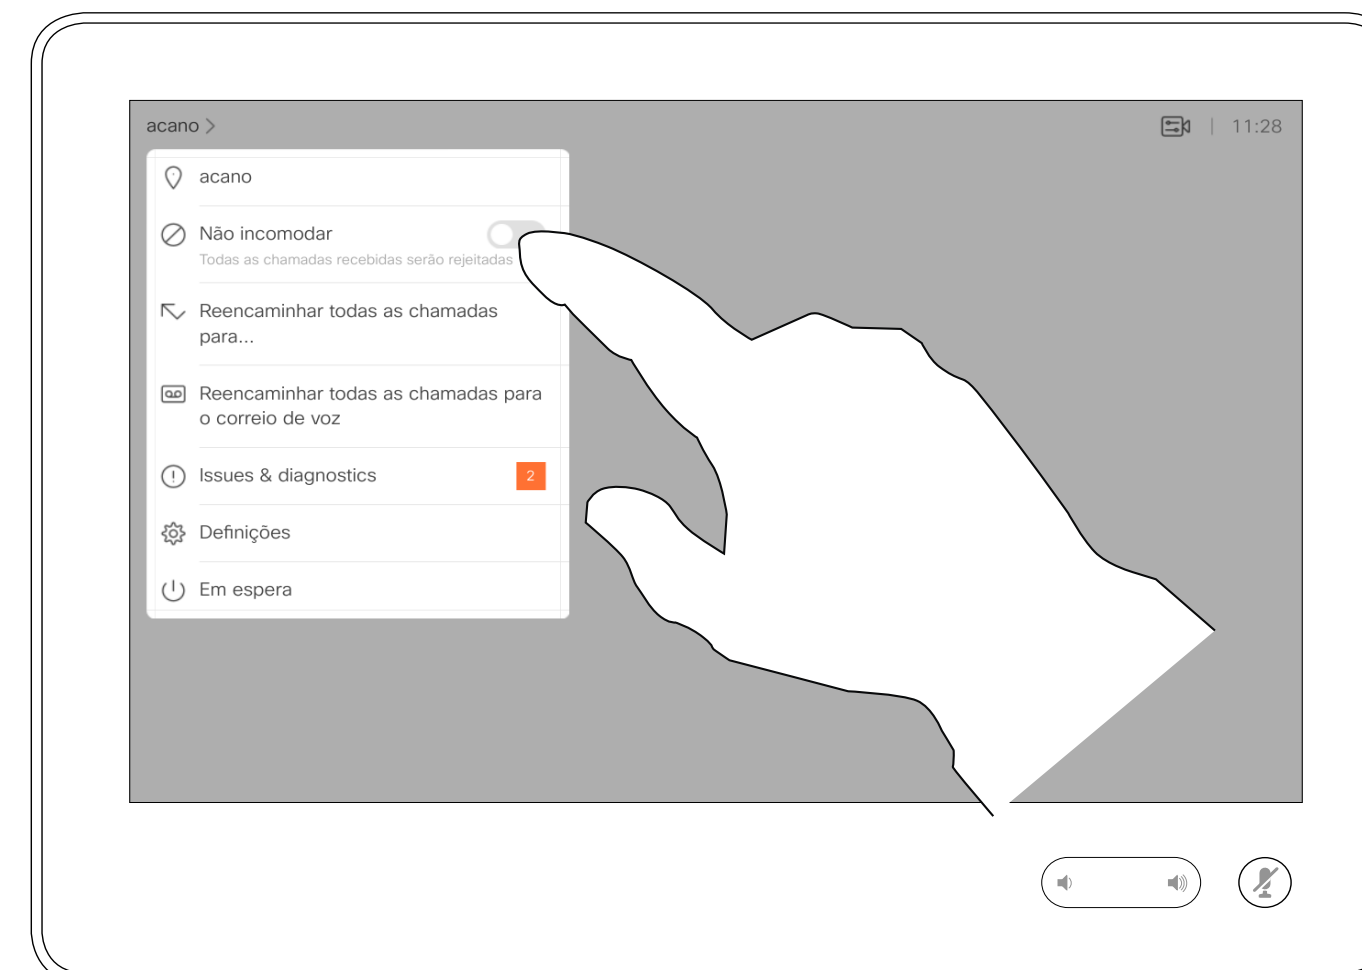 acano >
11:28
acano
Não incomodar
Todas as chamadas recebidas serão rejeitadas
Reencaminhar todas as chamadas
para...
Reencaminhar todas as chamadas para
o correio de voz
Issues & diagnostics
2
Definições
Em espera